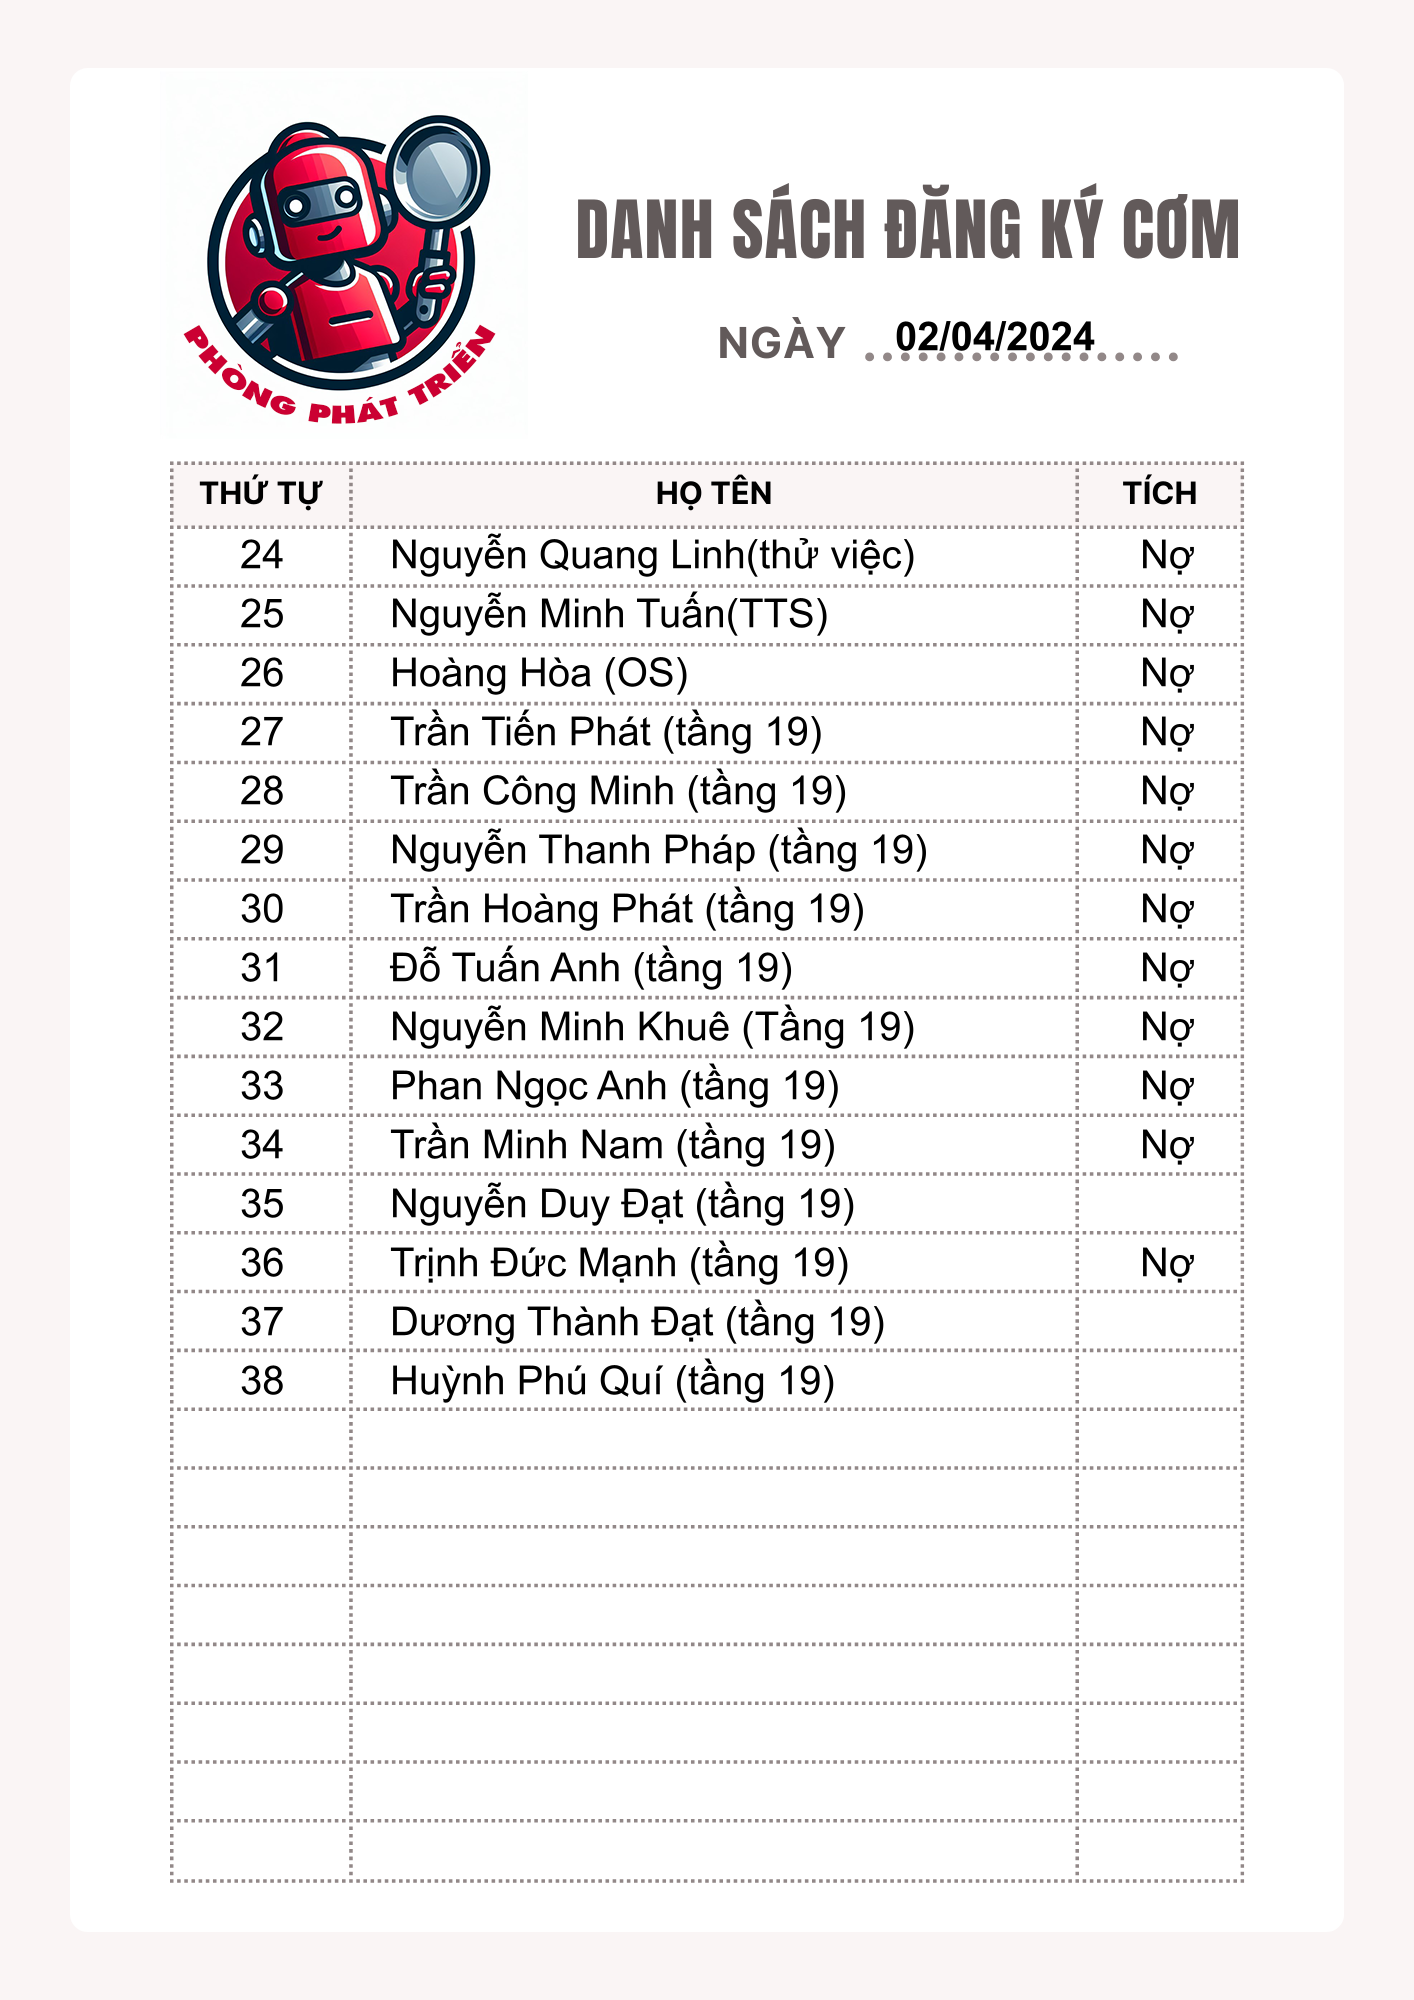 PHÒNG PHÁT TRIỂN
DANH SÁCH ĐĂNG KÝ CƠM
NGÀY 02/04/2024
THỨ TỰ HỌ TÊN TÍCH
24 Nguyễn Quang Linh(thử việc) Nợ
25 Nguyễn Minh Tuấn(TTS) Nợ
26 Hoàng Hòa (OS) Nợ
27 Trần Tiến Phát (tầng 19) Nợ
28 Trần Công Minh (tầng 19) Nợ
29 Nguyễn Thanh Pháp (tầng 19) Nợ
30 Trần Hoàng Phát (tầng 19) Nợ
31 Đỗ Tuấn Anh (tầng 19) Nợ
32 Nguyễn Minh Khuê (Tầng 19) Nợ
33 Phan Ngọc Anh (tầng 19) Nợ
34 Trần Minh Nam (tầng 19) Nợ
35 Nguyễn Duy Đạt (tầng 19)
36 Trịnh Đức Mạnh (tầng 19) Nợ
37 Dương Thành Đạt (tầng 19)
38 Huỳnh Phú Quí (tầng 19)